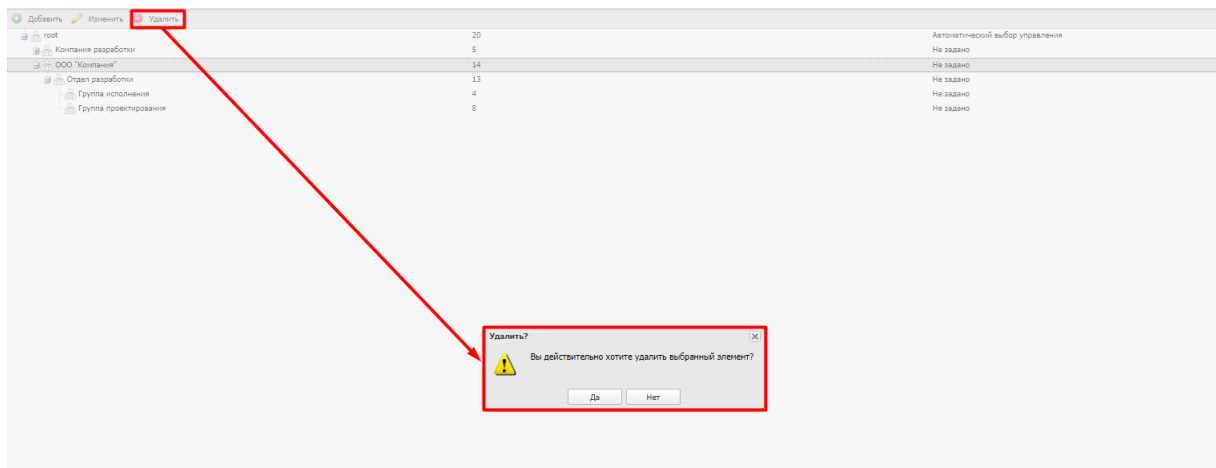 Добавить Изменить Удалить
root 20 Автоматический выбор управления
Компания разработки 5 Не задано
ООО "Компания" 14 Не задано
Отдел разработки 13 Не задано
Группа исполнения 4 Не задано
Группа проектирования 8 Не задано
Удалить?
Вы действительно хотите удалить выбранный элемент?
Да Нет